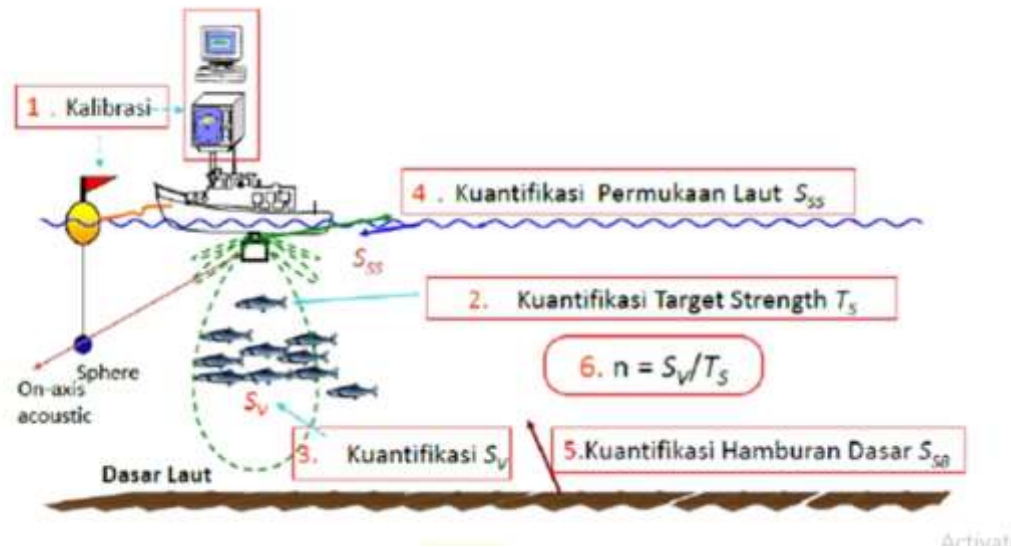 1 . Kalibrasi
4 . Kuantifikasi Permukaan Laut S_SS
S_SS
2. Kuantifikasi Target Strength T_S
6. n = S_V/T_S
Sphere
On-axis
acoustic
S_V
3. Kuantifikasi S_V
5.Kuantifikasi Hamburan Dasar S_SB
Dasar Laut
Activat